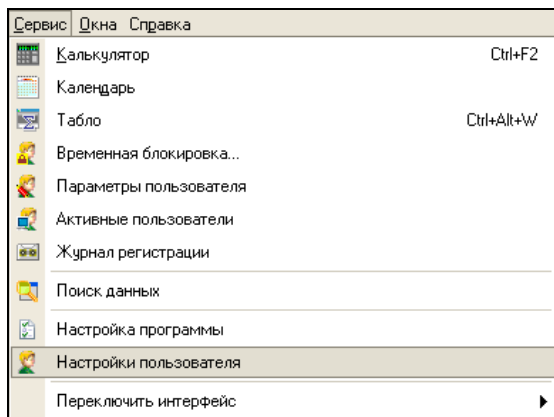 Сервис Окна Справка
Калькулятор Ctrl+F2
Календарь
Табло Ctrl+Alt+W
Временная блокировка...
Параметры пользователя
Активные пользователи
Журнал регистрации
Поиск данных
Настройка программы
Настройки пользователя
Переключить интерфейс